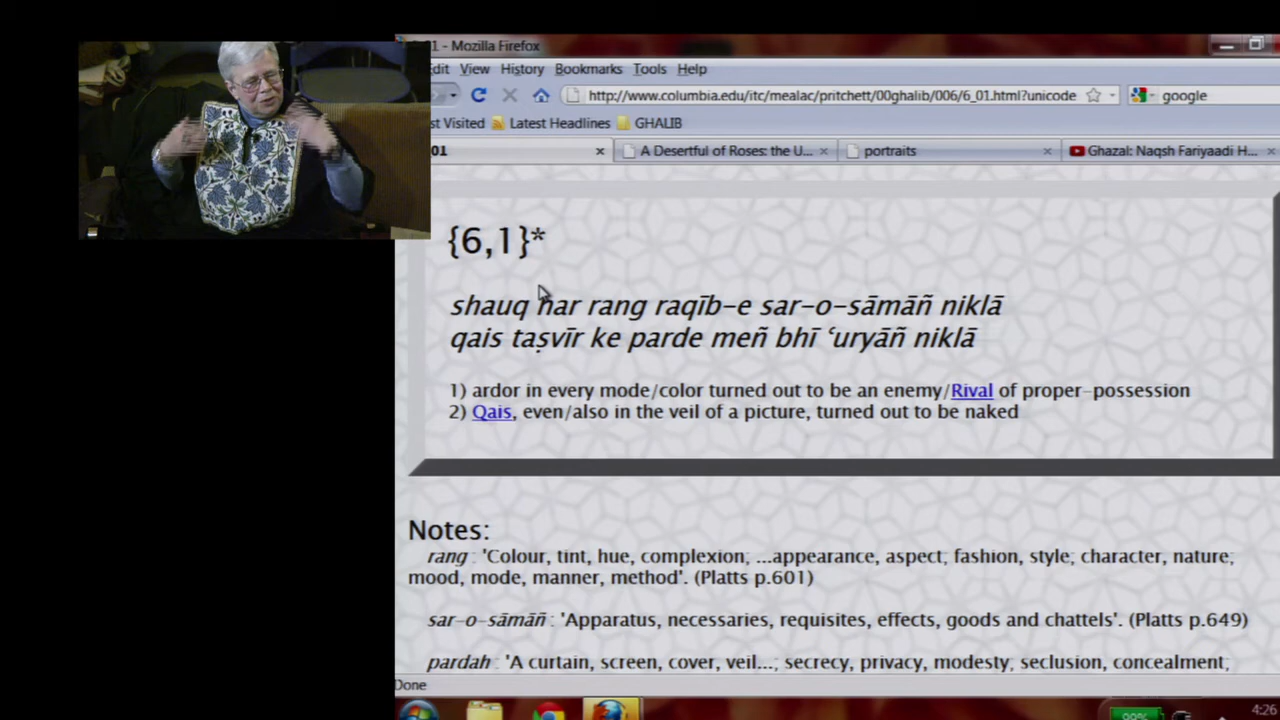 01 - Mozilla Firefox
dit View History Bookmarks Tools Help
http://www.columbia.edu/itc/mealac/pritchett/00ghalib/006/6_01.html?unicode google
st Visited Latest Headlines GHALIB
01 A Desertful of Roses: the U... portraits Ghazal: Naqsh Fariyaadi H...
{6,1}*
shauq har rang raqīb-e sar-o-sāmāñ niklā
qais taṣvīr ke parde meñ bhī ʿuryāñ niklā
1) ardor in every mode/color turned out to be an enemy/Rival of proper-possession
2) Qais, even/also in the veil of a picture, turned out to be naked
Notes:
rang : 'Colour, tint, hue, complexion; ...appearance, aspect; fashion, style; character, nature;
mood, mode, manner, method'. (Platts p.601)
sar-o-sāmāñ : 'Apparatus, necessaries, requisites, effects, goods and chattels'. (Platts p.649)
pardah : 'A curtain, screen, cover, veil...; secrecy, privacy, modesty; seclusion, concealment;
Done
99%
4:26